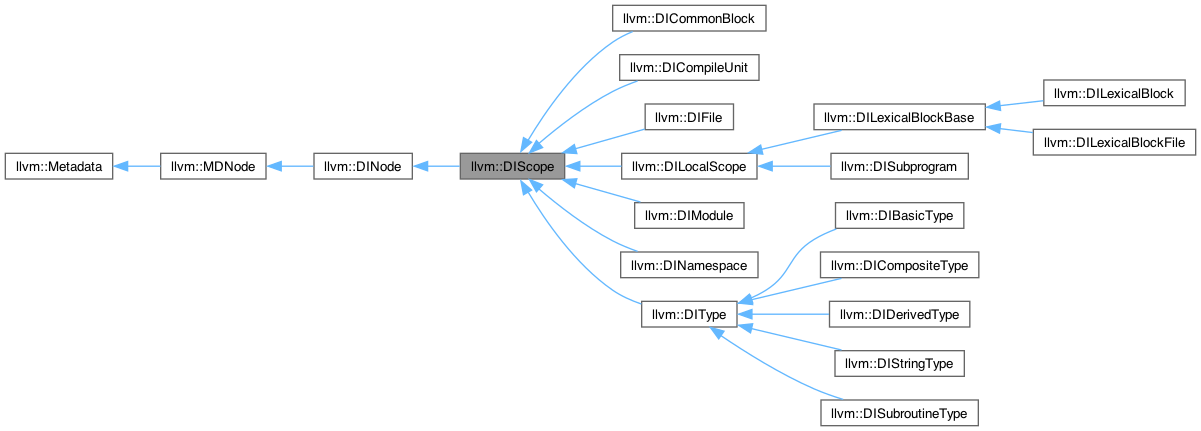 llvm::DICommonBlock
llvm::DICompileUnit
llvm::DILexicalBlock
llvm::DIFile
llvm::DILexicalBlockBase
llvm::DILexicalBlockFile
llvm::Metadata
llvm::MDNode
llvm::DINode
llvm::DIScope
llvm::DILocalScope
llvm::DISubprogram
llvm::DIModule
llvm::DIBasicType
llvm::DINamespace
llvm::DICompositeType
llvm::DIType
llvm::DIDerivedType
llvm::DIStringType
llvm::DISubroutineType